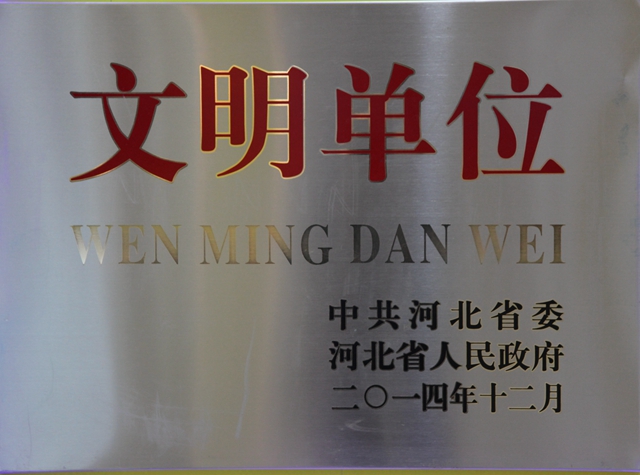 文明单位
WEN MING DAN WEI
中共河北省委
河北省人民政府
二〇一四年十二月